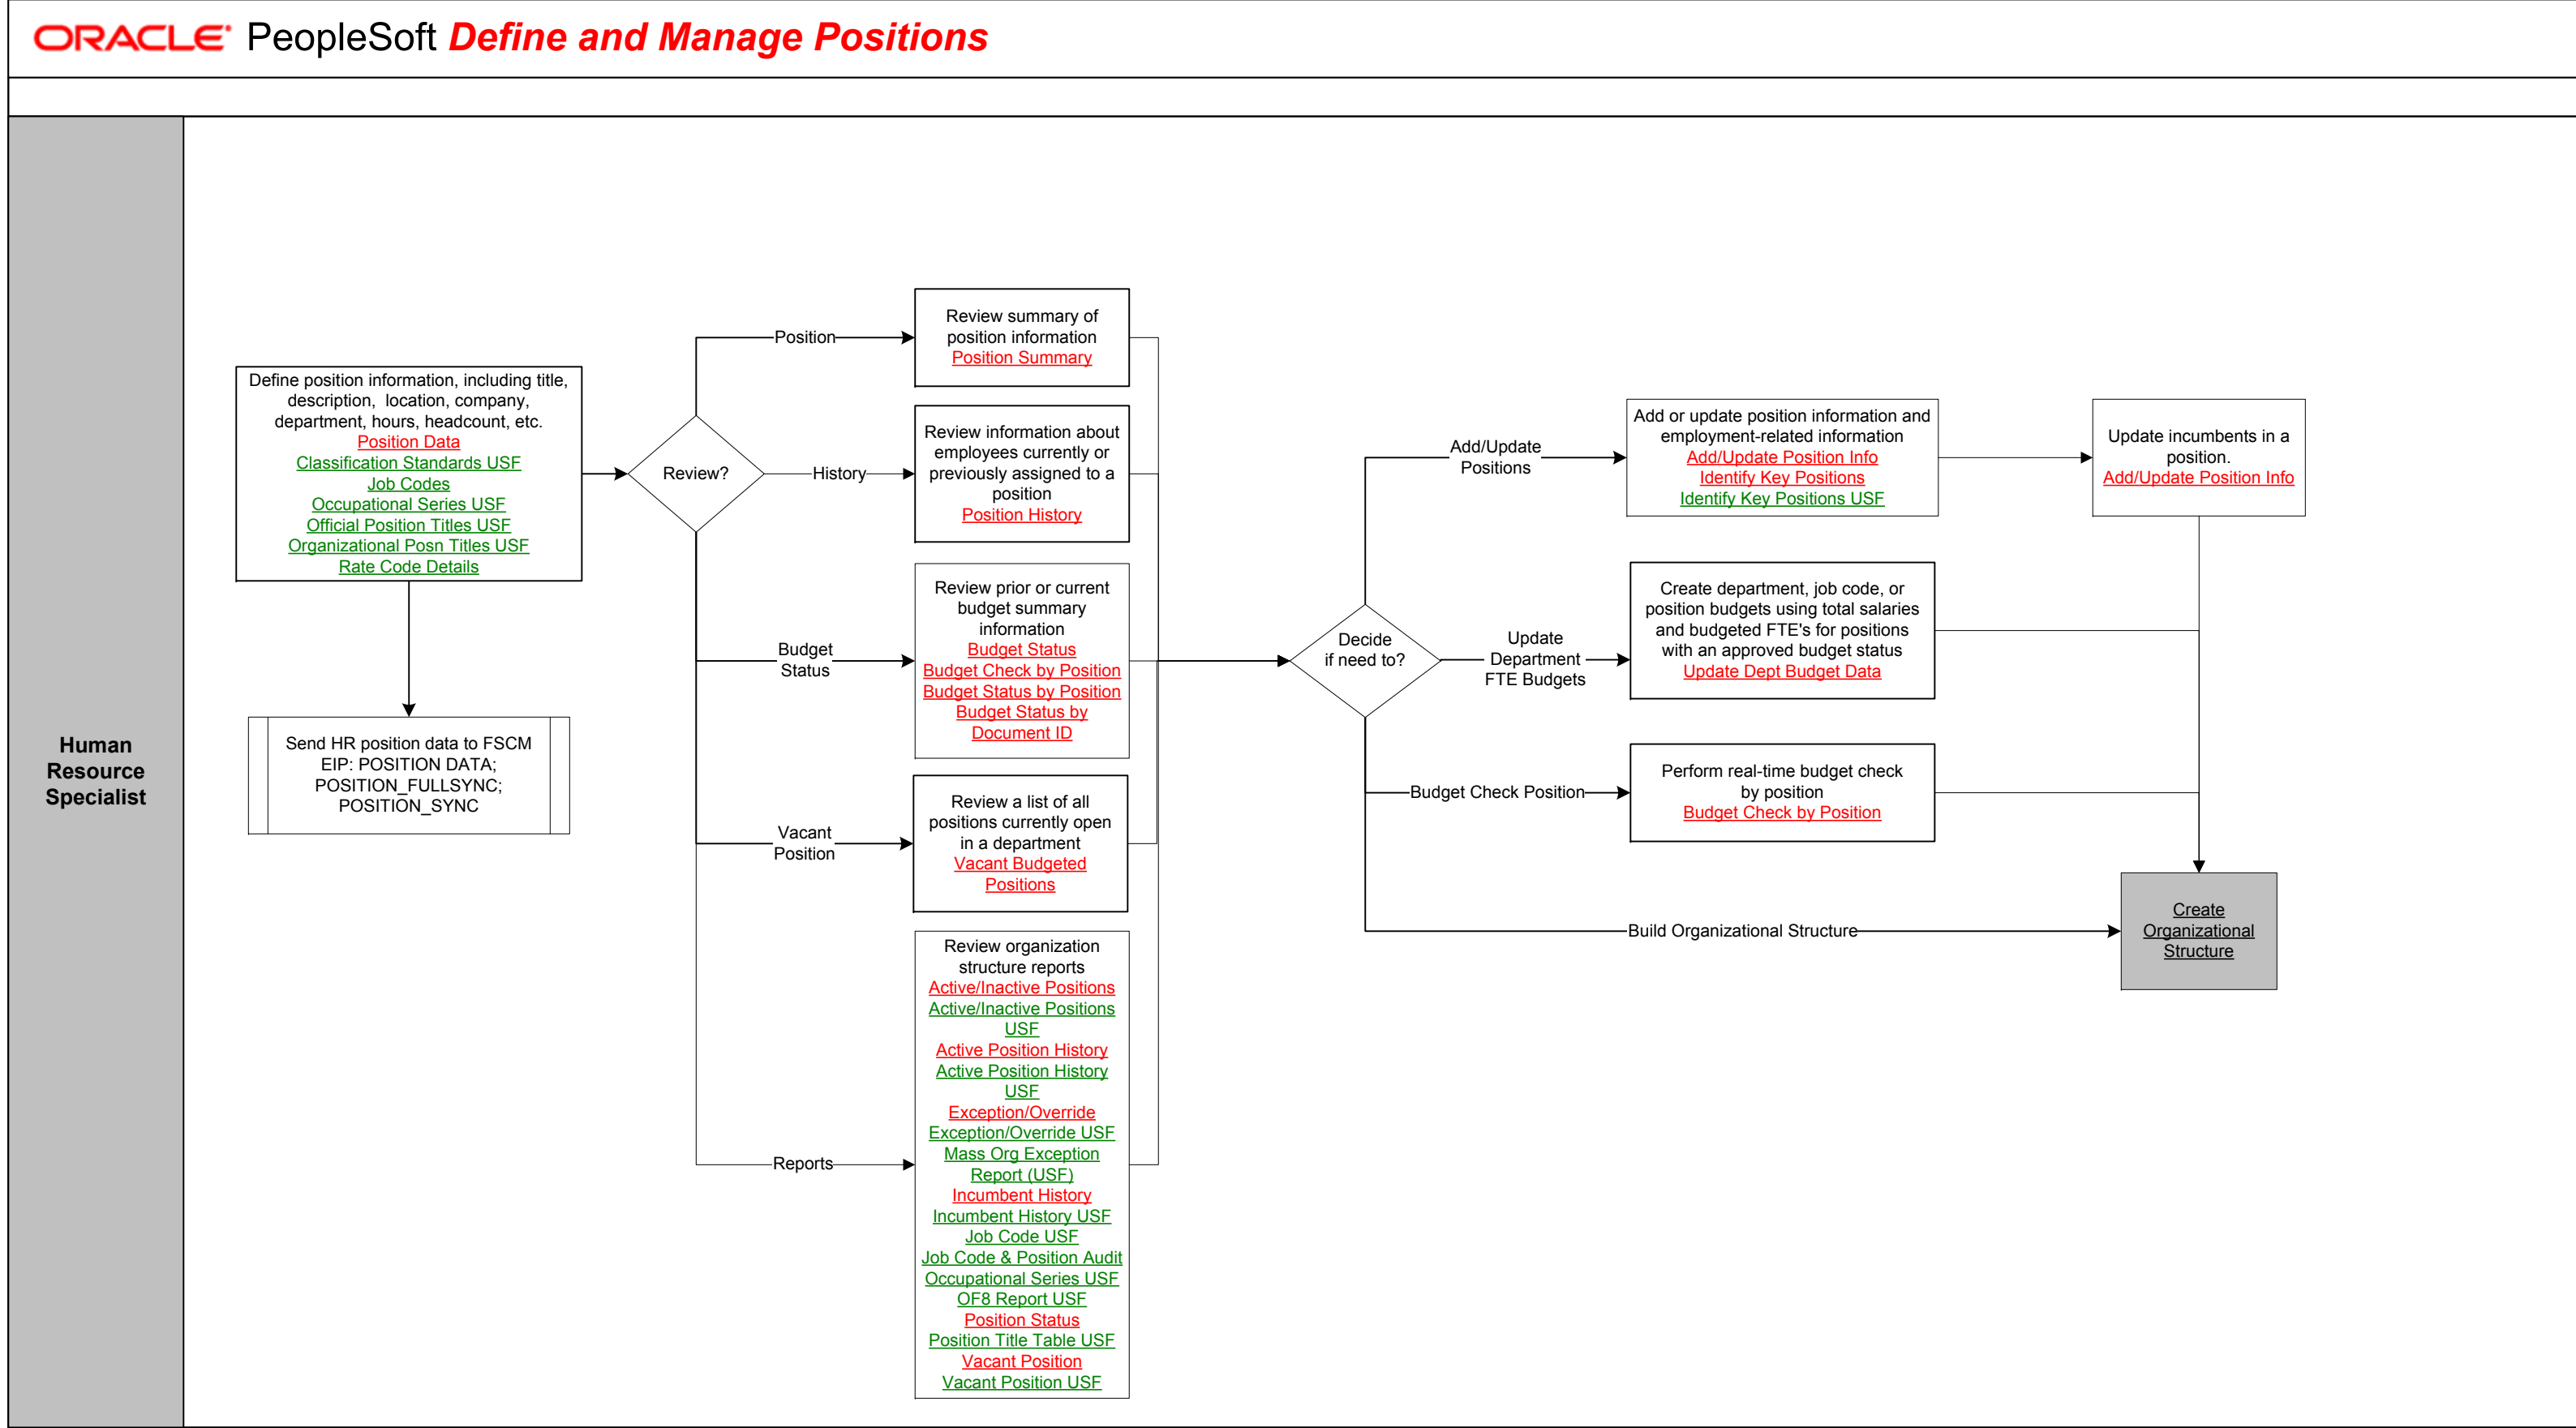 ORACLE PeopleSoft Define and Manage Positions
Human
Resource
Specialist
Define position information, including title,
description, location, company,
department, hours, headcount, etc.
Position Data
Classification Standards USF
Job Codes
Occupational Series USF
Official Position Titles USF
Organizational Posn Titles USF
Rate Code Details
Send HR position data to FSCM
EIP: POSITION DATA;
POSITION_FULLSYNC;
POSITION_SYNC
Review?
Position
History
Budget
Status
Vacant
Position
Reports
Review summary of
position information
Position Summary
Review information about
employees currently or
previously assigned to a
position
Position History
Review prior or current
budget summary
information
Budget Status
Budget Check by Position
Budget Status by Position
Budget Status by
Document ID
Review a list of all
positions currently open
in a department
Vacant Budgeted
Positions
Review organization
structure reports
Active/Inactive Positions
Active/Inactive Positions
USF
Active Position History
Active Position History
USF
Exception/Override
Exception/Override USF
Mass Org Exception
Report (USF)
Incumbent History
Incumbent History USF
Job Code USF
Job Code & Position Audit
Occupational Series USF
OF8 Report USF
Position Status
Position Title Table USF
Vacant Position
Vacant Position USF
Decide
if need to?
Add/Update
Positions
Update
Department
FTE Budgets
Budget Check Position
Build Organizational Structure
Add or update position information and
employment-related information
Add/Update Position Info
Identify Key Positions
Identify Key Positions USF
Update incumbents in a
position.
Add/Update Position Info
Create department, job code, or
position budgets using total salaries
and budgeted FTE's for positions
with an approved budget status
Update Dept Budget Data
Perform real-time budget check
by position
Budget Check by Position
Create
Organizational
Structure